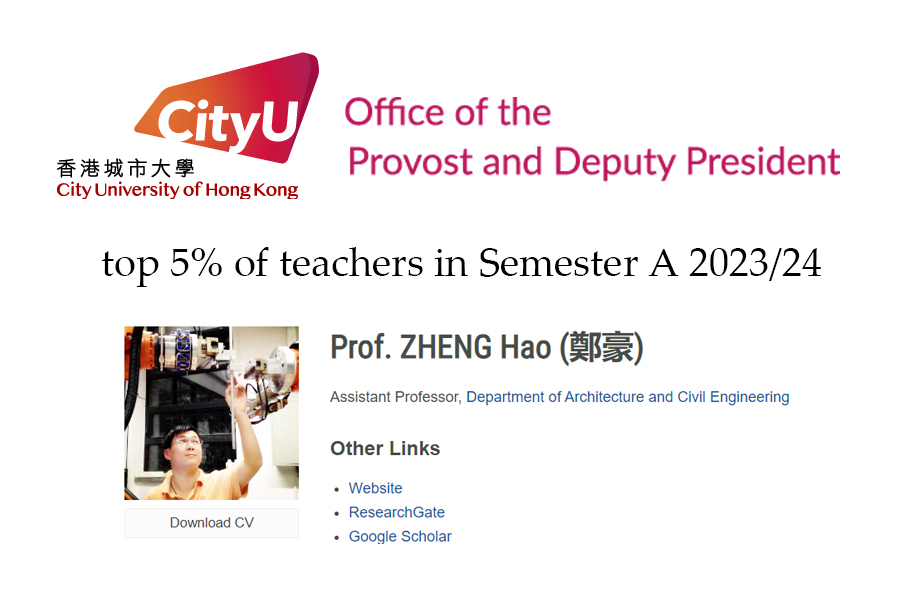 CityU
香港城市大學
City University of Hong Kong
Office of the
Provost and Deputy President
top 5% of teachers in Semester A 2023/24
Prof. ZHENG Hao (鄭豪)
Assistant Professor, Department of Architecture and Civil Engineering
Other Links
Website
ResearchGate
Google Scholar
Download CV